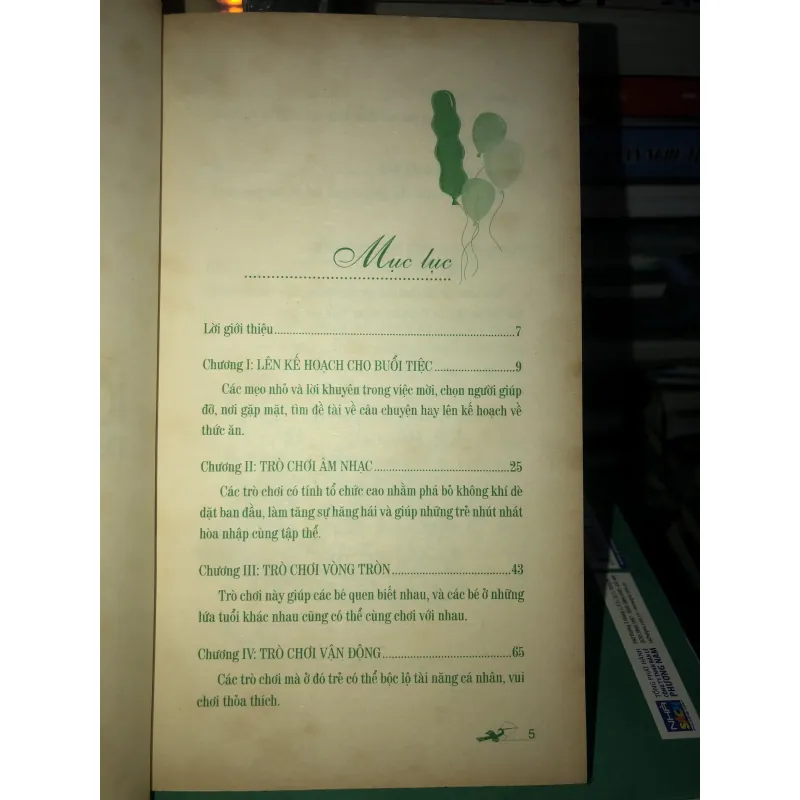 Mục lục
Lời giới thiệu ................ 7
Chương I: LÊN KẾ HOẠCH CHO BUỔI TIỆC ................ 9
Các mẹo nhỏ và lời khuyên trong việc mời, chọn người giúp
đỡ, nơi gặp mặt, tìm đề tài về câu chuyện hay lên kế hoạch về
thức ăn.
Chương II: TRÒ CHƠI ÂM NHẠC ................ 25
Các trò chơi có tính tổ chức cao nhằm phá bỏ không khí dè
dặt ban đầu, làm tăng sự hăng hái và giúp những trẻ nhút nhát
hòa nhập cùng tập thể.
Chương III: TRÒ CHƠI VÒNG TRÒN ................ 43
Trò chơi này giúp các bé quen biết nhau, và các bé ở những
lứa tuổi khác nhau cũng có thể cùng chơi với nhau.
Chương IV: TRÒ CHƠI VẬN ĐỘNG ................ 65
Các trò chơi mà ở đó trẻ có thể bộc lộ tài năng cá nhân, vui
chơi thỏa thích.
5
TỔNG PHÁT HÀNH
PHƯƠNG NAM